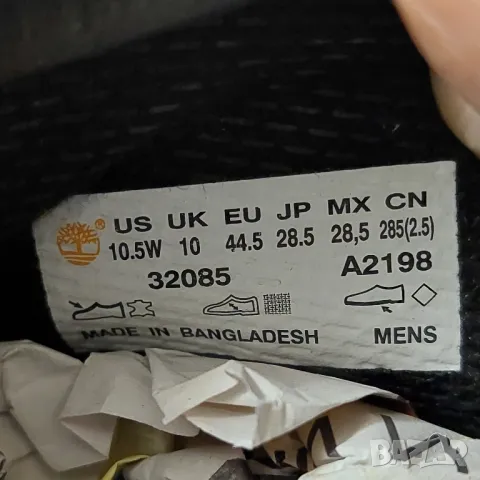 ® US UK EU JP MX CN
10.5W 10 44.5 28.5 28,5 285(2.5)
32085 A2198
MADE IN BANGLADESH MENS
BAZAR